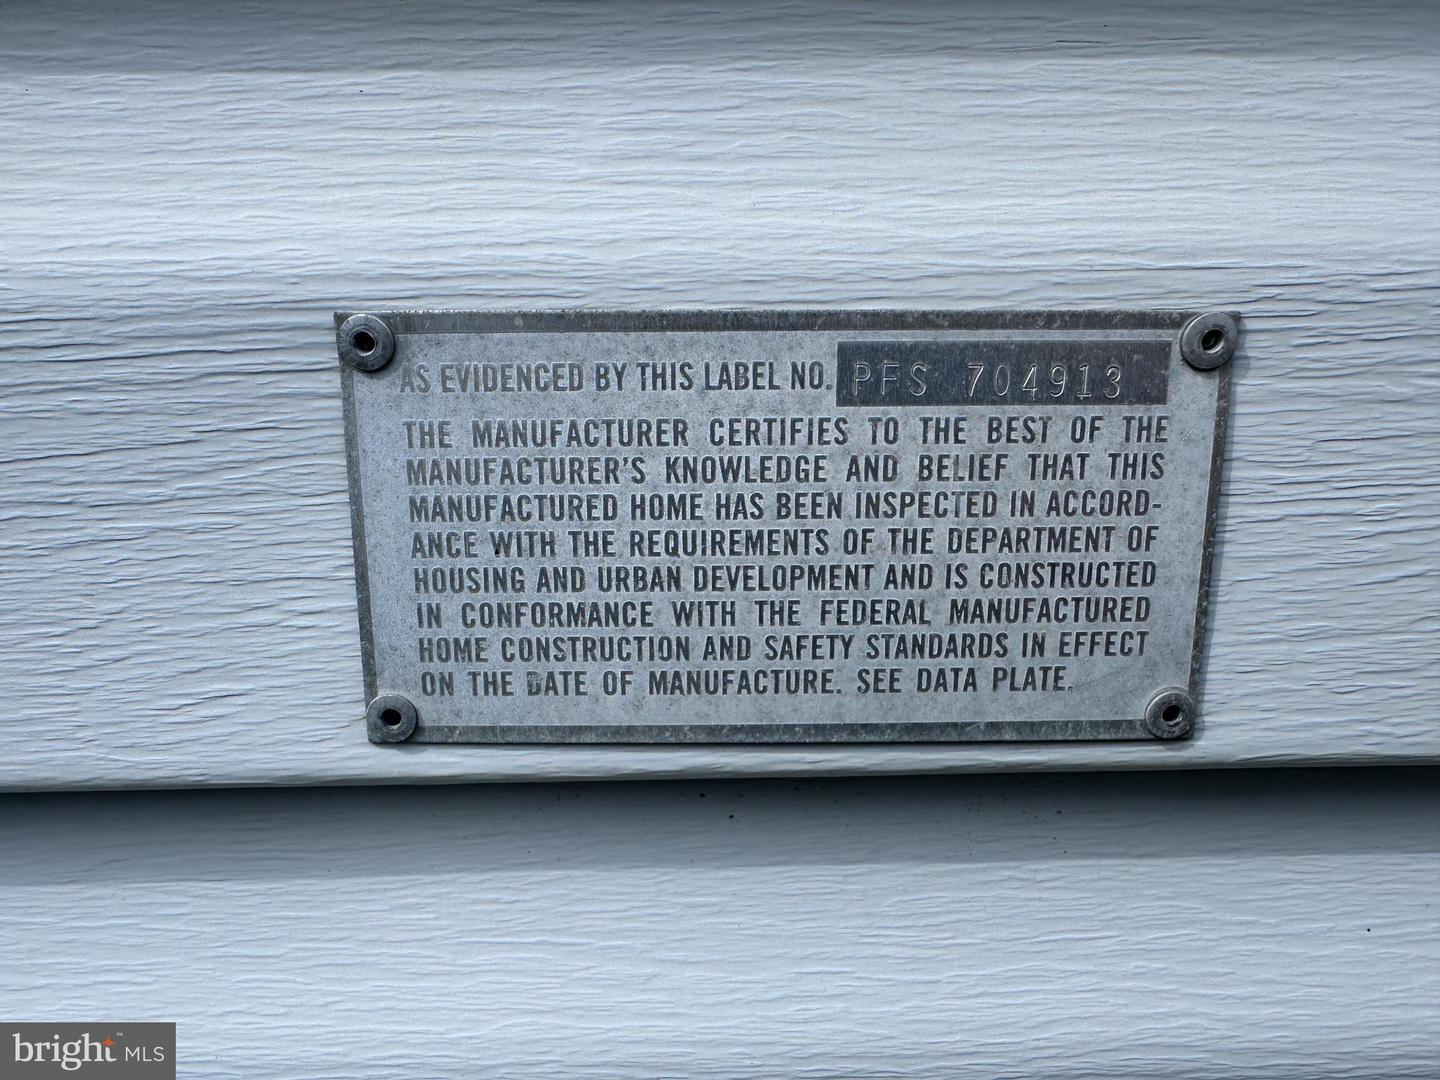 AS EVIDENCED BY THIS LABEL NO. PFS 704913
THE MANUFACTURER CERTIFIES TO THE BEST OF THE
MANUFACTURER'S KNOWLEDGE AND BELIEF THAT THIS
MANUFACTURED HOME HAS BEEN INSPECTED IN ACCORD-
ANCE WITH THE REQUIREMENTS OF THE DEPARTMENT OF
HOUSING AND URBAN DEVELOPMENT AND IS CONSTRUCTED
IN CONFORMANCE WITH THE FEDERAL MANUFACTURED
HOME CONSTRUCTION AND SAFETY STANDARDS IN EFFECT
ON THE DATE OF MANUFACTURE. SEE DATA PLATE.
bright™ MLS